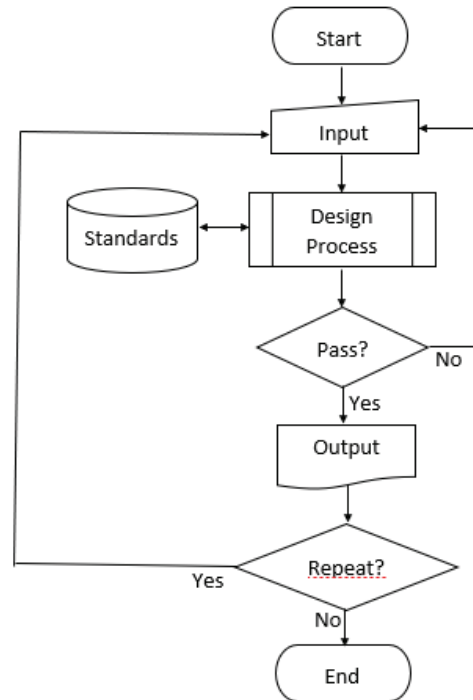 Start
Input
Design
Process
Standards
Pass?
No
Yes
Output
Repeat?
Yes
No
End